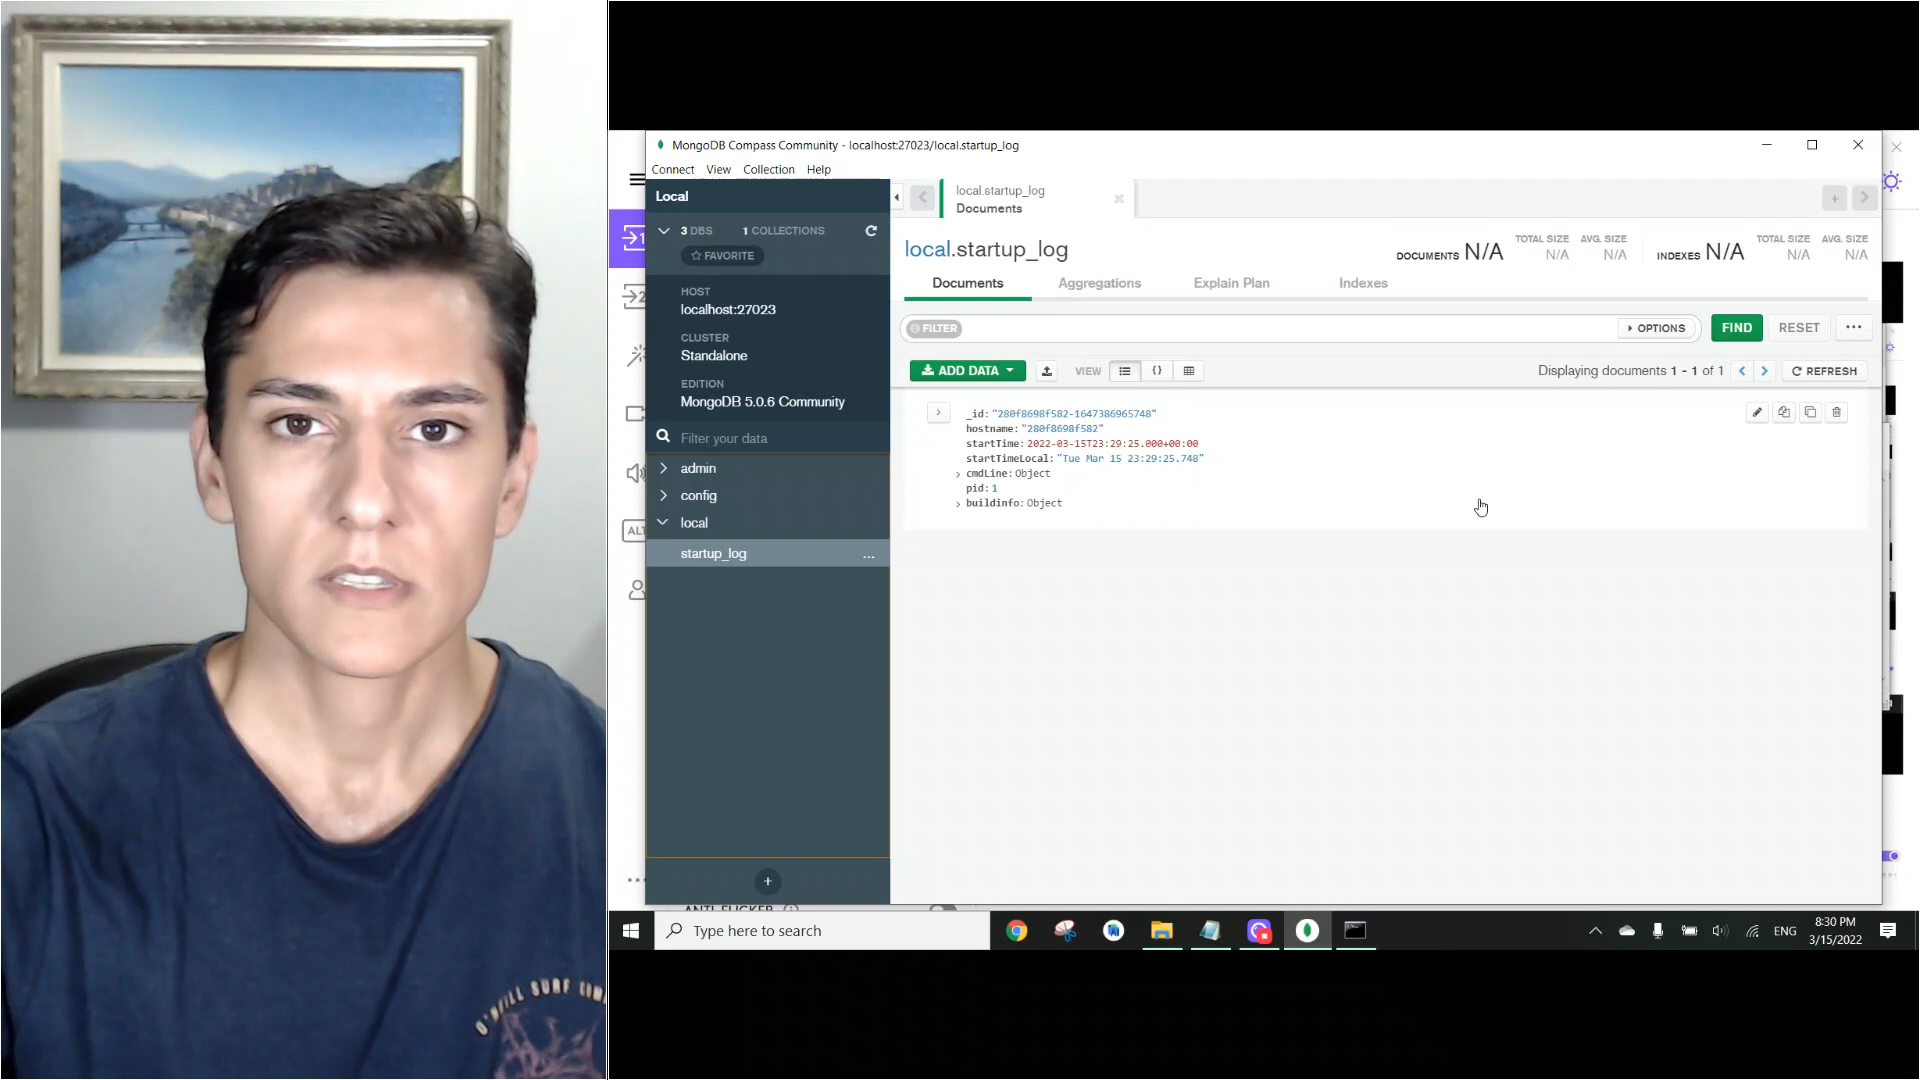 MongoDB Compass Community - localhost:27023/local.startup_log
Connect View Collection Help
Local
3 DBS 1 COLLECTIONS
FAVORITE
HOST
localhost:27023
CLUSTER
Standalone
EDITION
MongoDB 5.0.6 Community
Filter your data
admin
config
local
startup_log ...
local.startup_log
Documents
local.startup_log
DOCUMENTS N/A
TOTAL SIZE
N/A
AVG. SIZE
N/A
INDEXES N/A
TOTAL SIZE
N/A
AVG. SIZE
N/A
Documents Aggregations Explain Plan Indexes
FILTER
OPTIONS FIND RESET ...
ADD DATA VIEW {}
Displaying documents 1 - 1 of 1 REFRESH
_id: "280f8698f582-1647386965748"
hostname: "280f8698f582"
startTime: 2022-03-15T23:29:25.000+00:00
startTimeLocal: "Tue Mar 15 23:29:25.748"
cmdLine: Object
pid: 1
buildinfo: Object
Type here to search
ENG
8:30 PM
3/15/2022
O'NEILL SURF